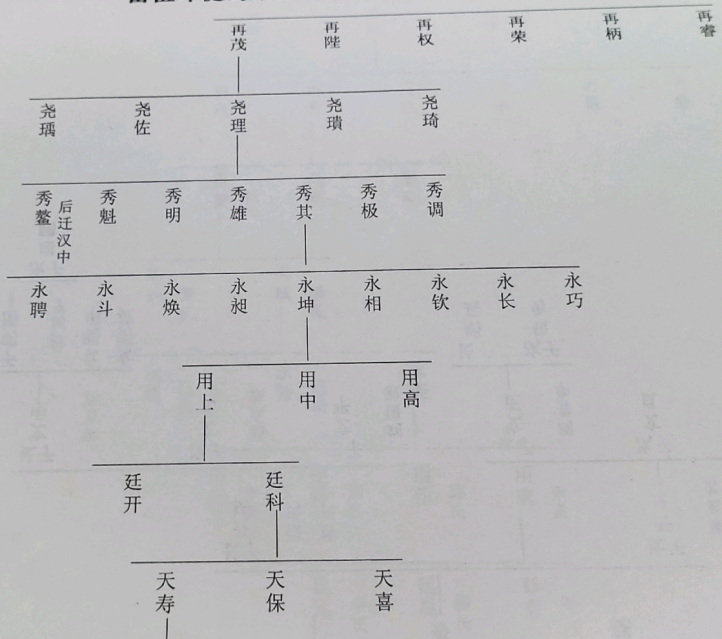 再茂 再陛 再权 再荣 再柄 再睿
尧瑀 尧佐 尧理 尧璝 尧琦
秀鳌 后迁汉中 秀魁 秀明 秀雄 秀其 秀极 秀调
永聘 永斗 永焕 永昶 永坤 永相 永钦 永长 永巧
用上 用中 用高
廷开 廷科
天寿 天保 天喜